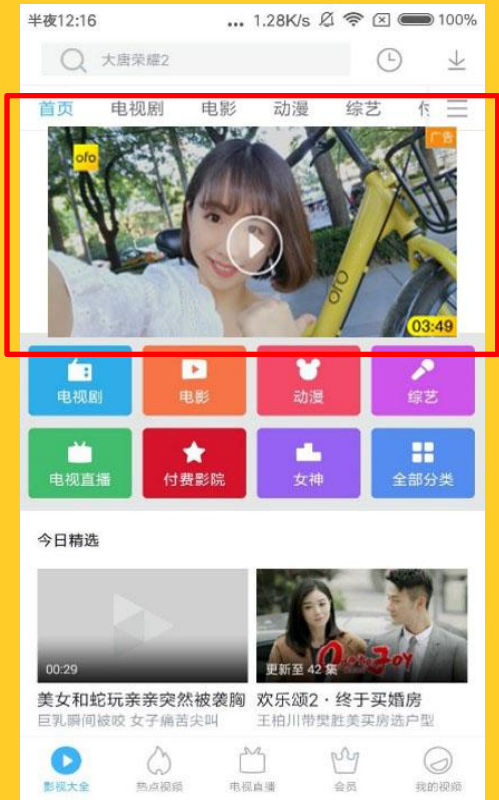 半夜12:16 ... 1.28K/s 100%
大唐荣耀2
首页 电视剧 电影 动漫 综艺
广告
ofo
ofo
03:49
电视剧 电影 动漫 综艺
电视直播 付费影院 女神 全部分类
今日精选
00:29
更新至 42 集
Ode to Joy
美女和蛇玩亲亲突然被袭胸 欢乐颂2·终于买婚房
巨乳瞬间被咬 女子痛苦尖叫 王柏川带樊胜美买房选户型
影视大全 热点视频 电视直播 会员 我的视频